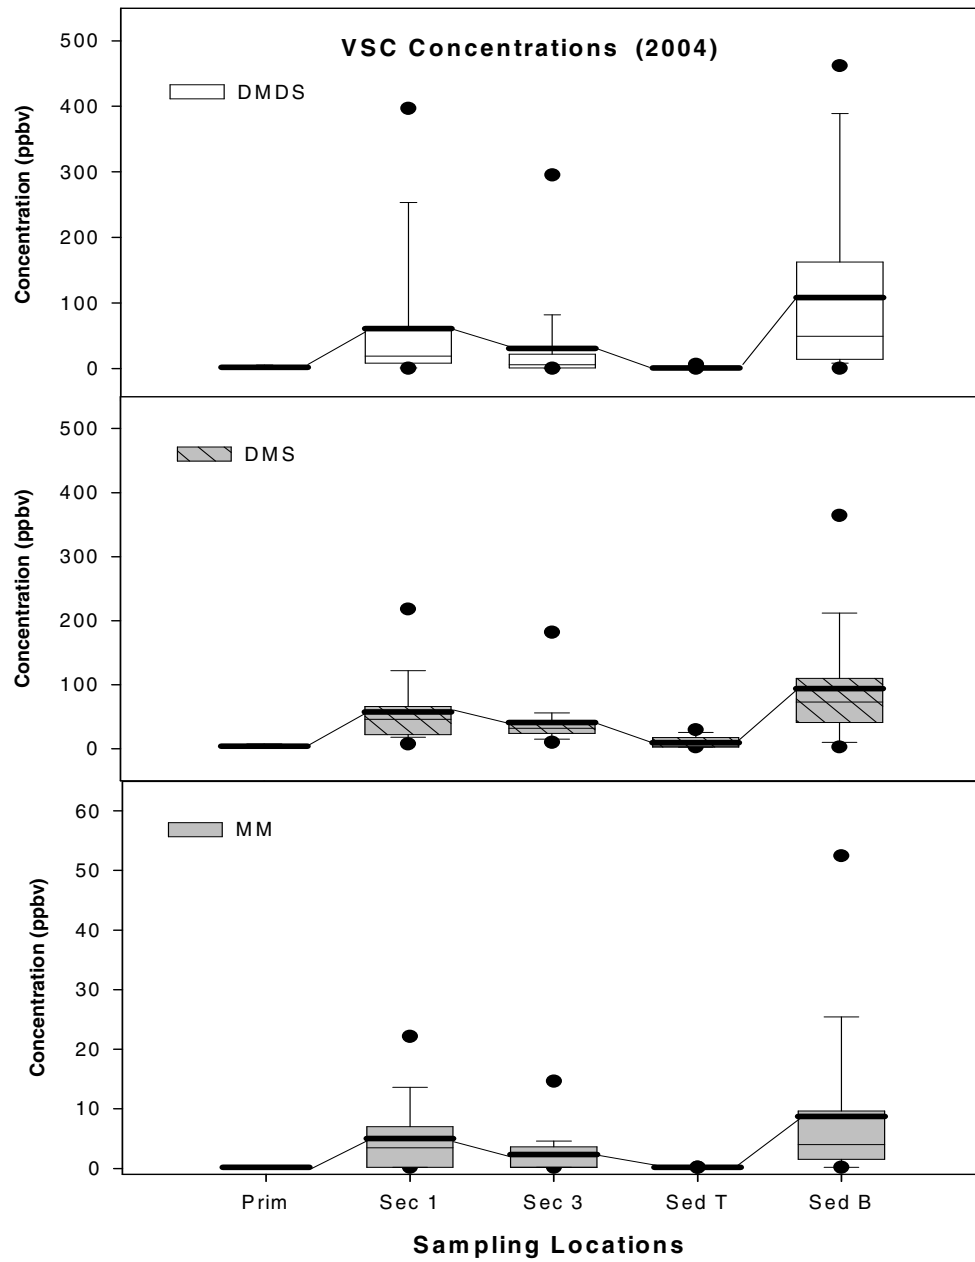 VSC Concentrations (2004)
DMDS
500
400
300
200
100
0
Concentration (ppbv)
DMS
500
400
300
200
100
0
Concentration (ppbv)
MM
60
50
40
30
20
10
0
Concentration (ppbv)
Prim Sec 1 Sec 3 Sed T Sed B
Sampling Locations